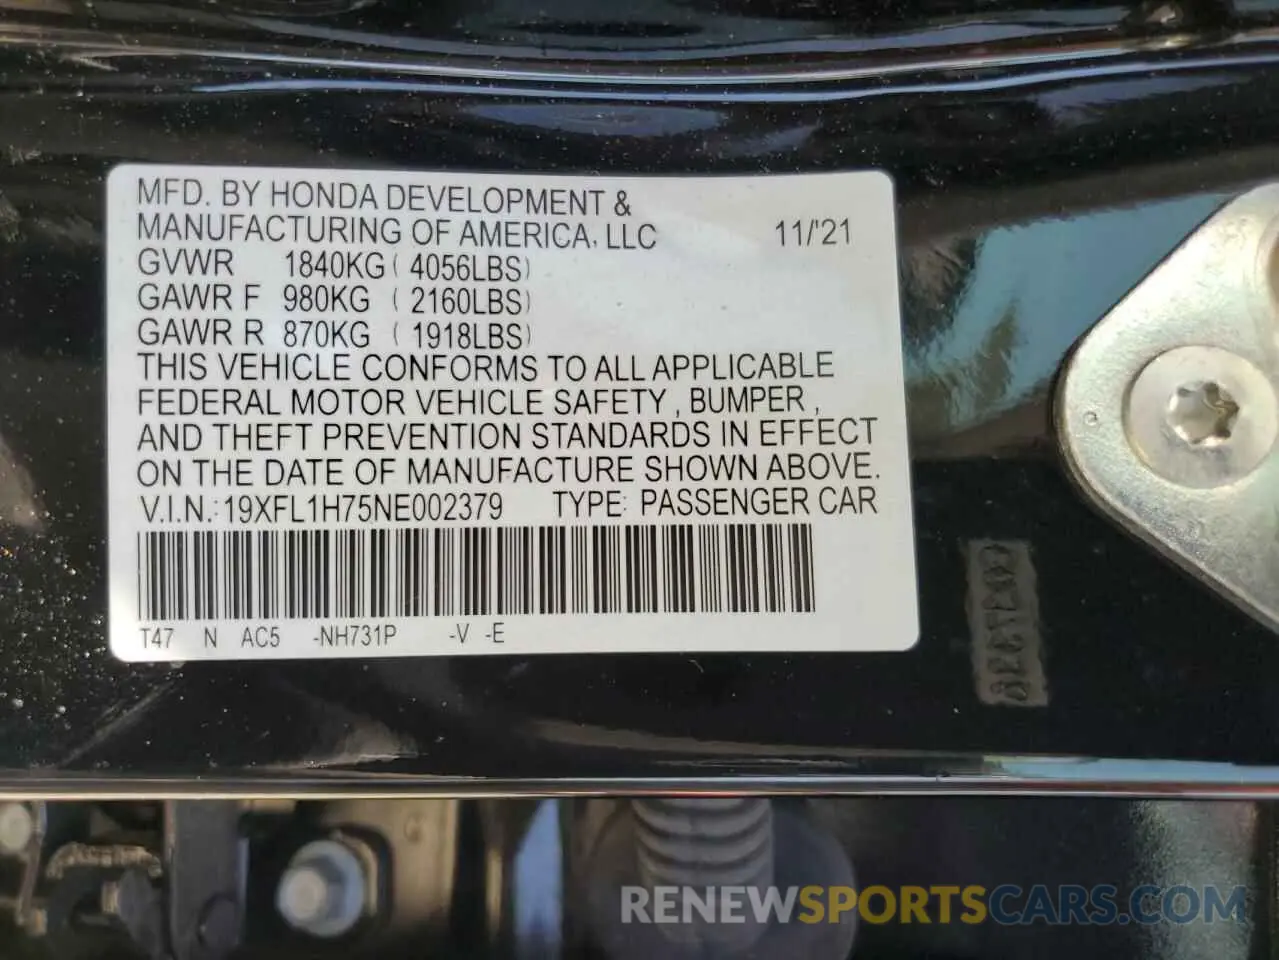 MFD. BY HONDA DEVELOPMENT &
MANUFACTURING OF AMERICA, LLC 11/'21
GVWR 1840KG ( 4056LBS)
GAWR F 980KG ( 2160LBS)
GAWR R 870KG ( 1918LBS)
THIS VEHICLE CONFORMS TO ALL APPLICABLE
FEDERAL MOTOR VEHICLE SAFETY , BUMPER ,
AND THEFT PREVENTION STANDARDS IN EFFECT
ON THE DATE OF MANUFACTURE SHOWN ABOVE.
V.I.N.: 19XFL1H75NE002379 TYPE: PASSENGER CAR
T47 N AC5 -NH731P -V -E
RENEWSPORTSCARS.COM